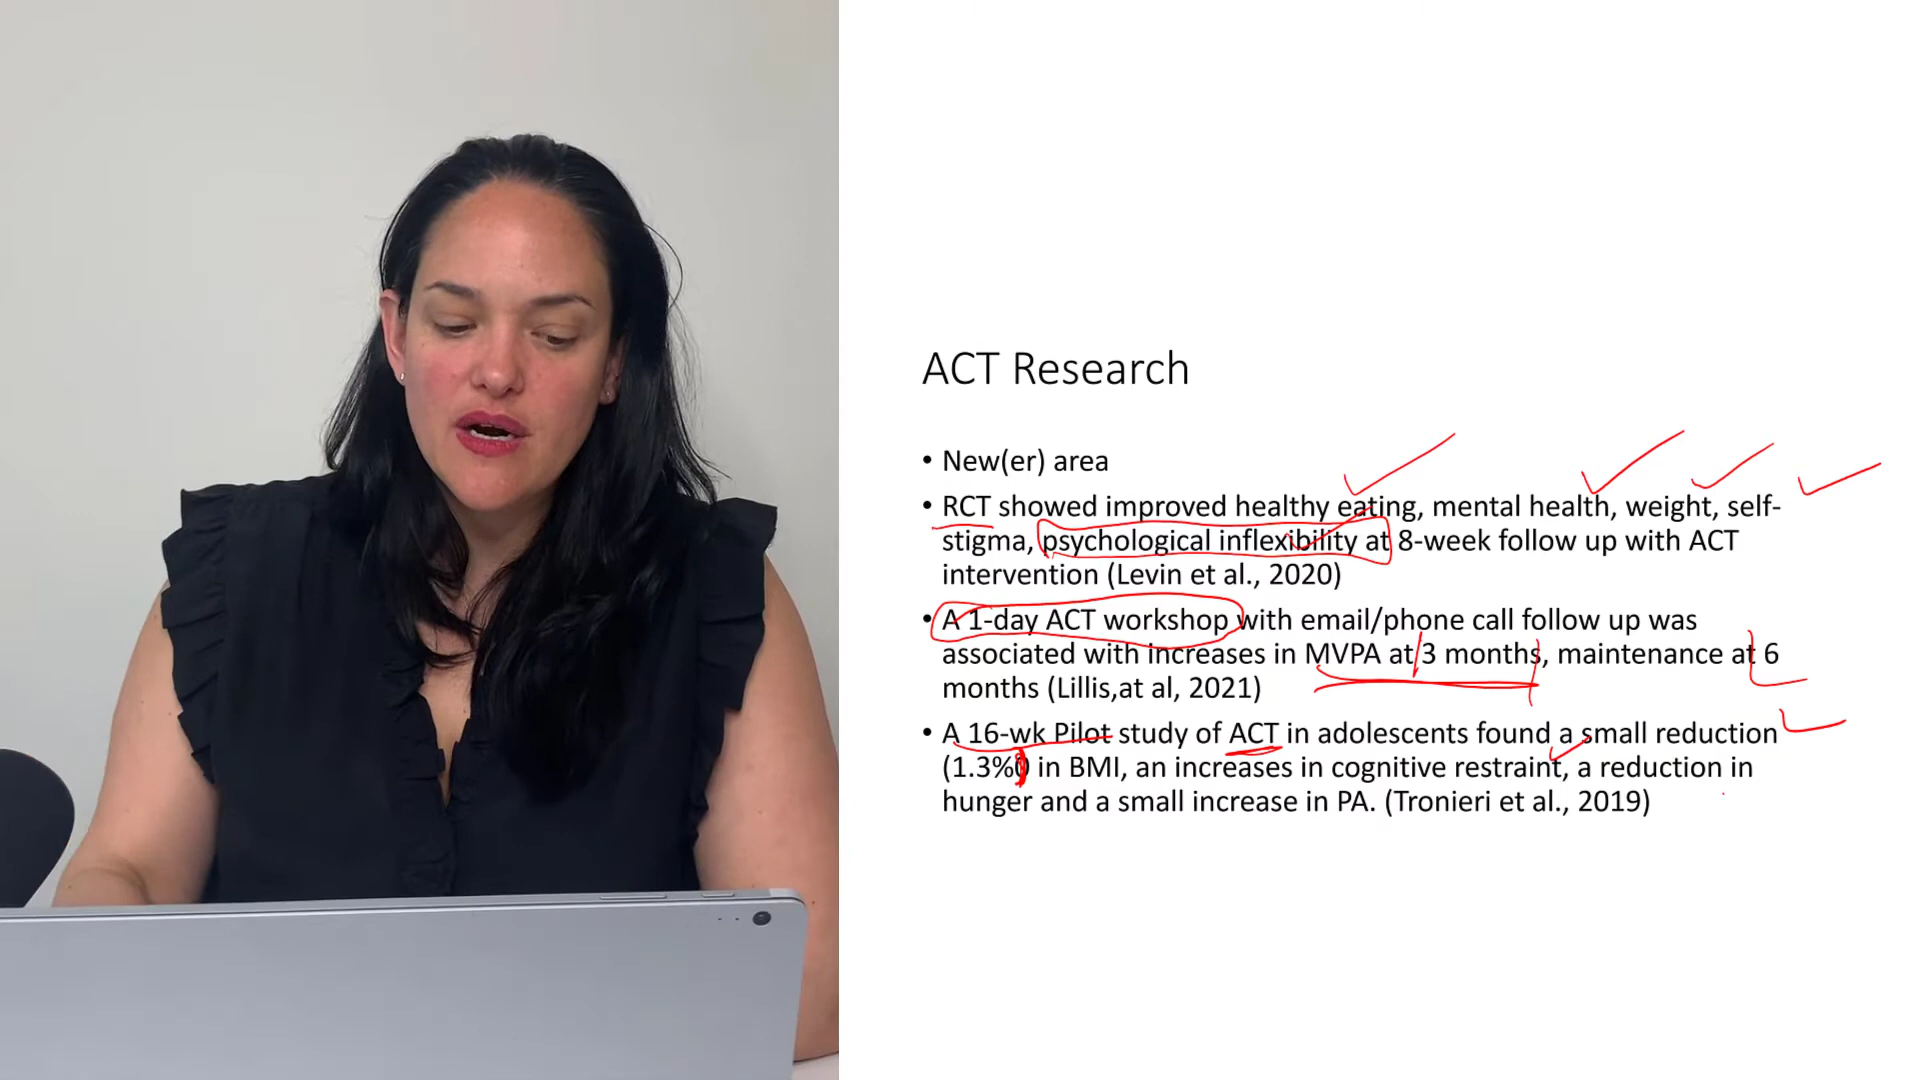 ACT Research
• New(er) area
• RCT showed improved healthy eating, mental health, weight, self-
stigma, psychological inflexibility at 8-week follow up with ACT
intervention (Levin et al., 2020)
• A 1-day ACT workshop with email/phone call follow up was
associated with increases in MVPA at 3 months, maintenance at 6
months (Lillis,at al, 2021)
• A 16-wk Pilot study of ACT in adolescents found a small reduction
(1.3%) in BMI, an increases in cognitive restraint, a reduction in
hunger and a small increase in PA. (Tronieri et al., 2019)